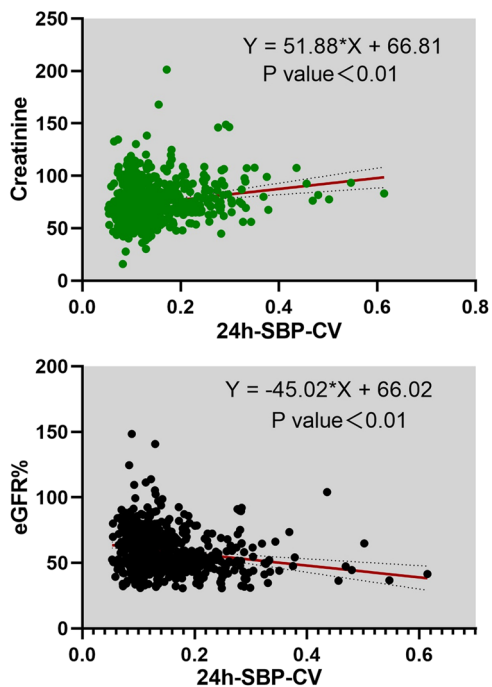 Y = 51.88*X + 66.81
P value＜0.01
Creatinine
250
200
150
100
50
0
0.0 0.2 0.4 0.6 0.8
24h-SBP-CV
Y = -45.02*X + 66.02
P value＜0.01
eGFR%
200
150
100
50
0
0.0 0.2 0.4 0.6
24h-SBP-CV